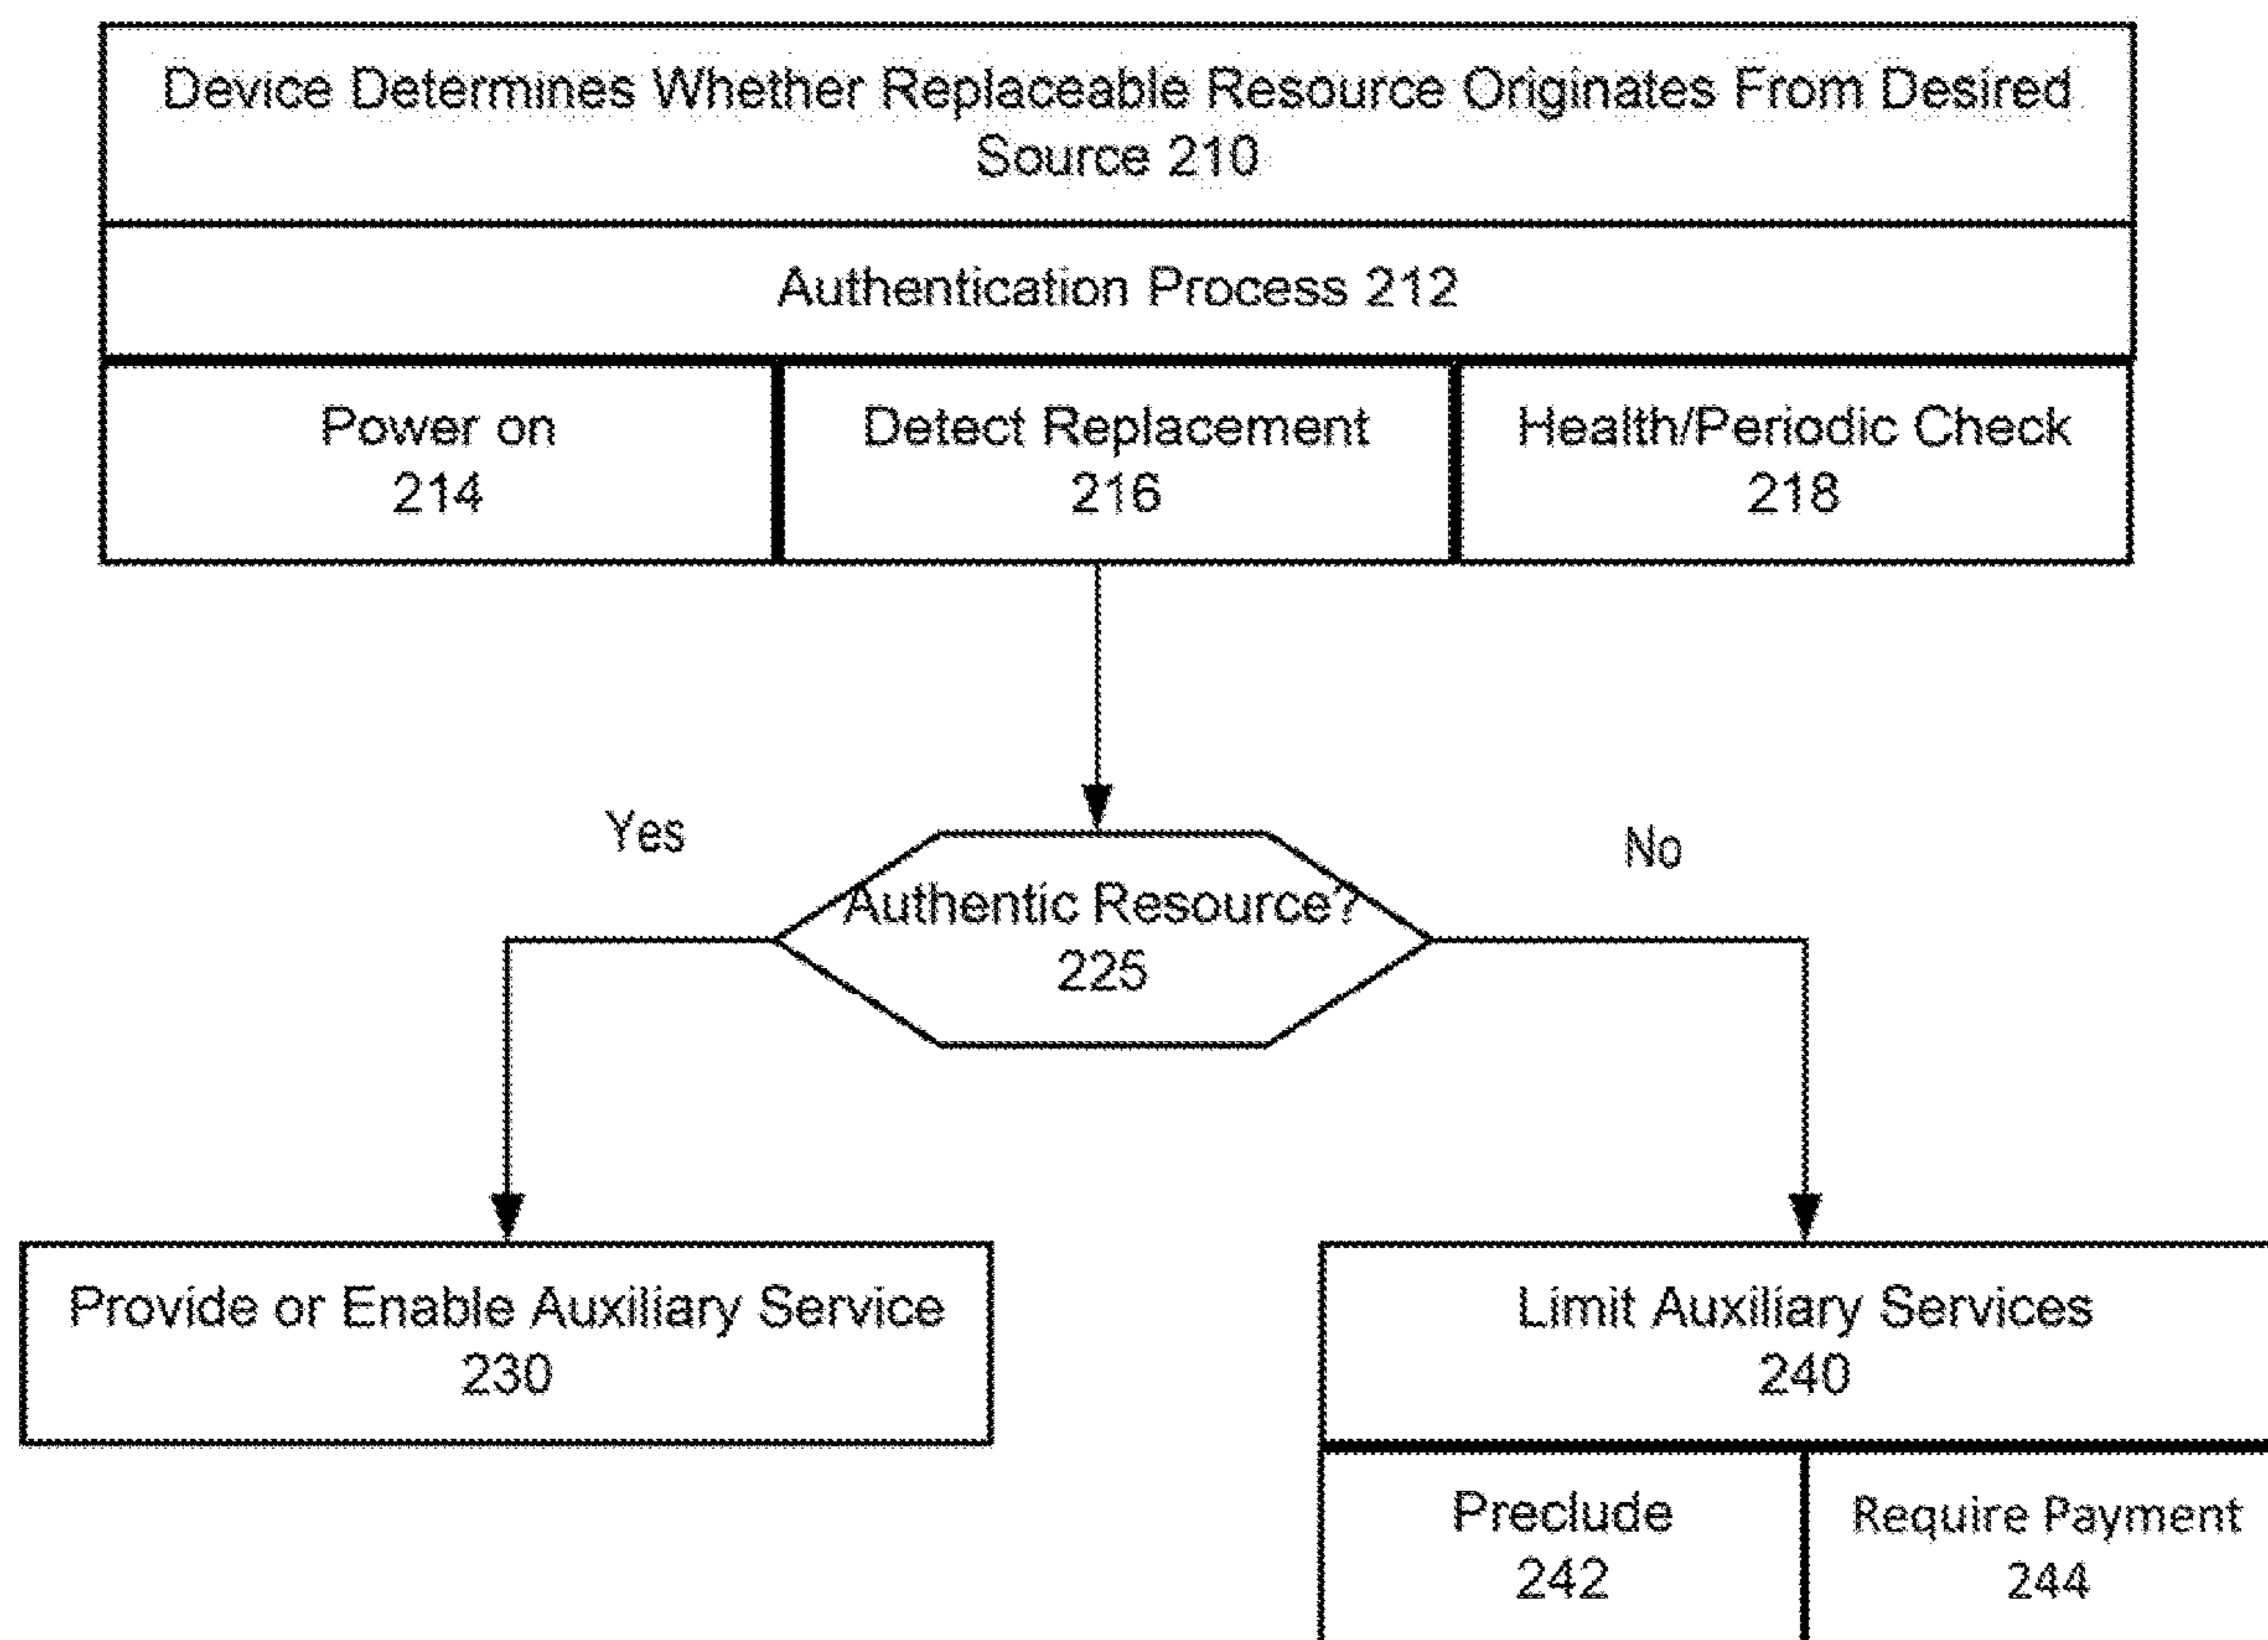 Device Determines Whether Replaceable Resource Originates From Desired
Source 210
Authentication Process 212
Power on
214
Detect Replacement
216
Health/Periodic Check
218
Yes
No
Authentic Resource?
225
Provide or Enable Auxiliary Service
230
Limit Auxiliary Services
240
Preclude
242
Require Payment
244